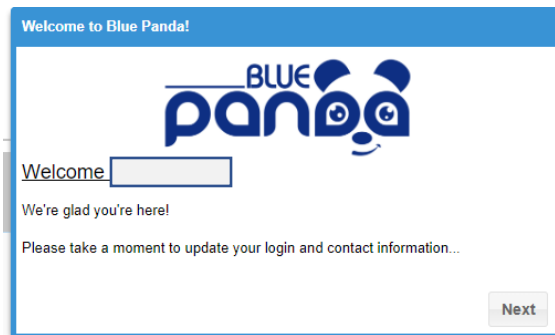 Welcome to Blue Panda!
BLUE
panda
Welcome
We're glad you're here!
Please take a moment to update your login and contact information...
Next